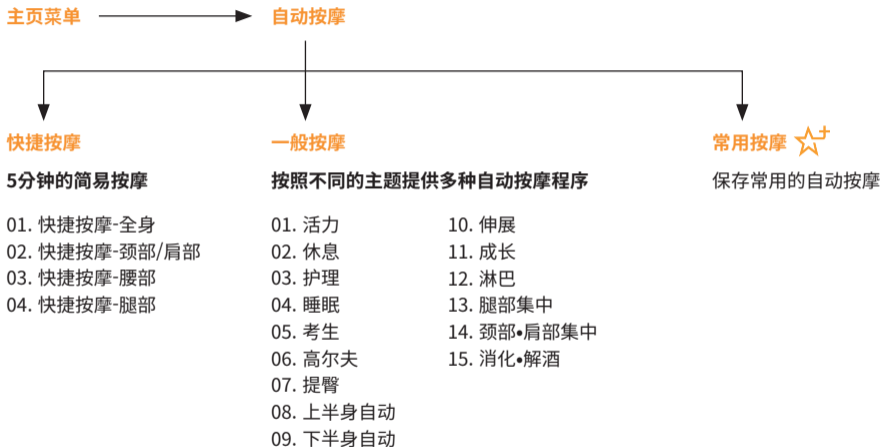 主页菜单
自动按摩
快捷按摩
5分钟的简易按摩
01. 快捷按摩-全身
02. 快捷按摩-颈部/肩部
03. 快捷按摩-腰部
04. 快捷按摩-腿部
一般按摩
按照不同的主题提供多种自动按摩程序
01. 活力
02. 休息
03. 护理
04. 睡眠
05. 考生
06. 高尔夫
07. 提臀
08. 上半身自动
09. 下半身自动
10. 伸展
11. 成长
12. 淋巴
13. 腿部集中
14. 颈部•肩部集中
15. 消化•解酒
常用按摩
保存常用的自动按摩